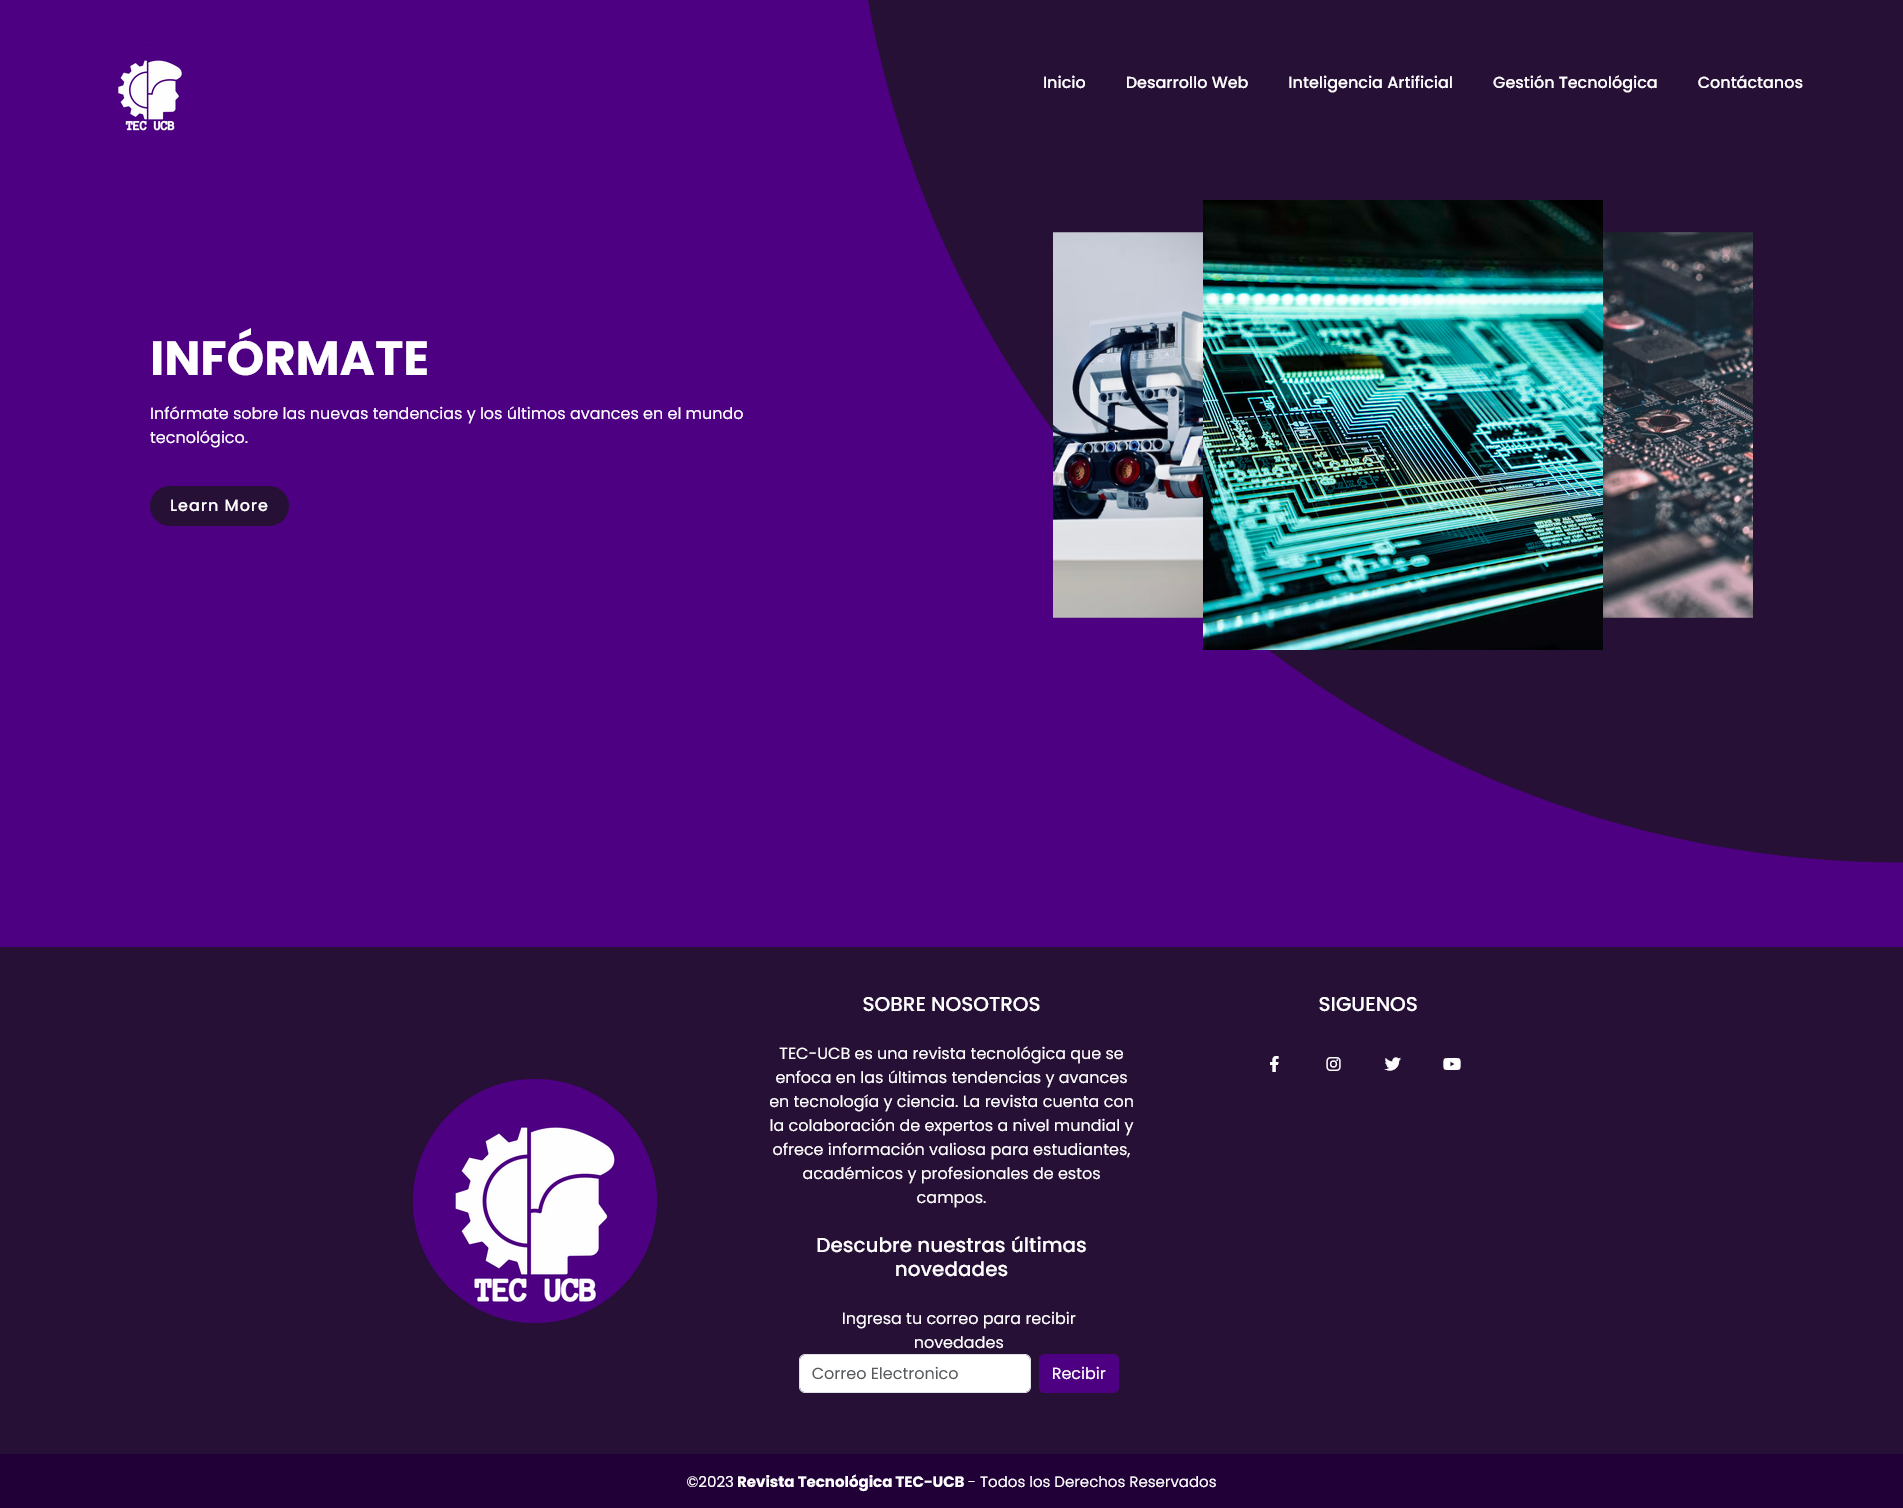 TEC UCB
Inicio
Desarrollo Web
Inteligencia Artificial
Gestión Tecnológica
Contáctanos
INFÓRMATE
Infórmate sobre las nuevas tendencias y los últimos avances en el mundo
tecnológico.
Learn More
TEC UCB
SOBRE NOSOTROS
TEC-UCB es una revista tecnológica que se
enfoca en las últimas tendencias y avances
en tecnología y ciencia. La revista cuenta con
la colaboración de expertos a nivel mundial y
ofrece información valiosa para estudiantes,
académicos y profesionales de estos
campos.
Descubre nuestras últimas
novedades
Ingresa tu correo para recibir
novedades
Correo Electronico
Recibir
SIGUENOS
©2023 Revista Tecnológica TEC-UCB - Todos los Derechos Reservados